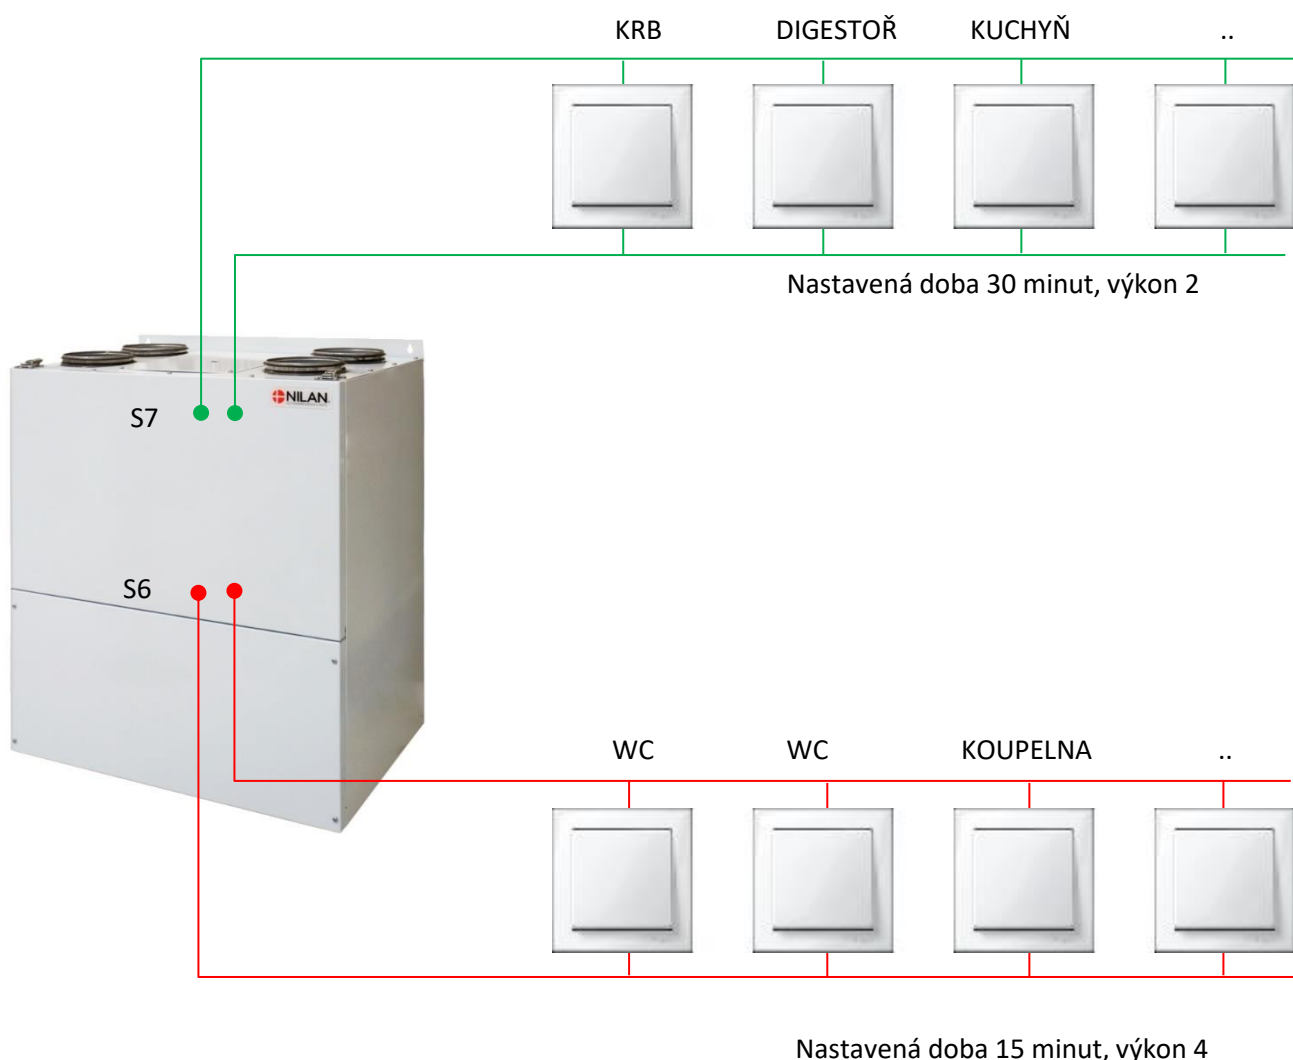 KRB DIGESTOŘ KUCHYŇ ..
Nastavená doba 30 minut, výkon 2
NILAN
S7
S6
WC WC KOUPELNA ..
Nastavená doba 15 minut, výkon 4